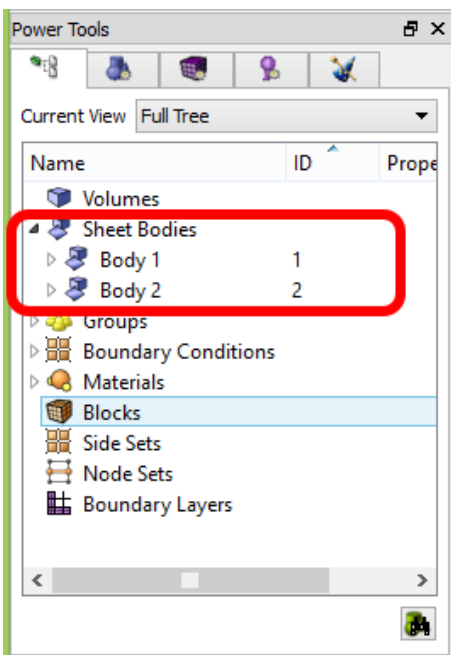 Power Tools
Current View Full Tree
Name ID Prope
Volumes
Sheet Bodies
Body 1 1
Body 2 2
Groups
Boundary Conditions
Materials
Blocks
Side Sets
Node Sets
Boundary Layers